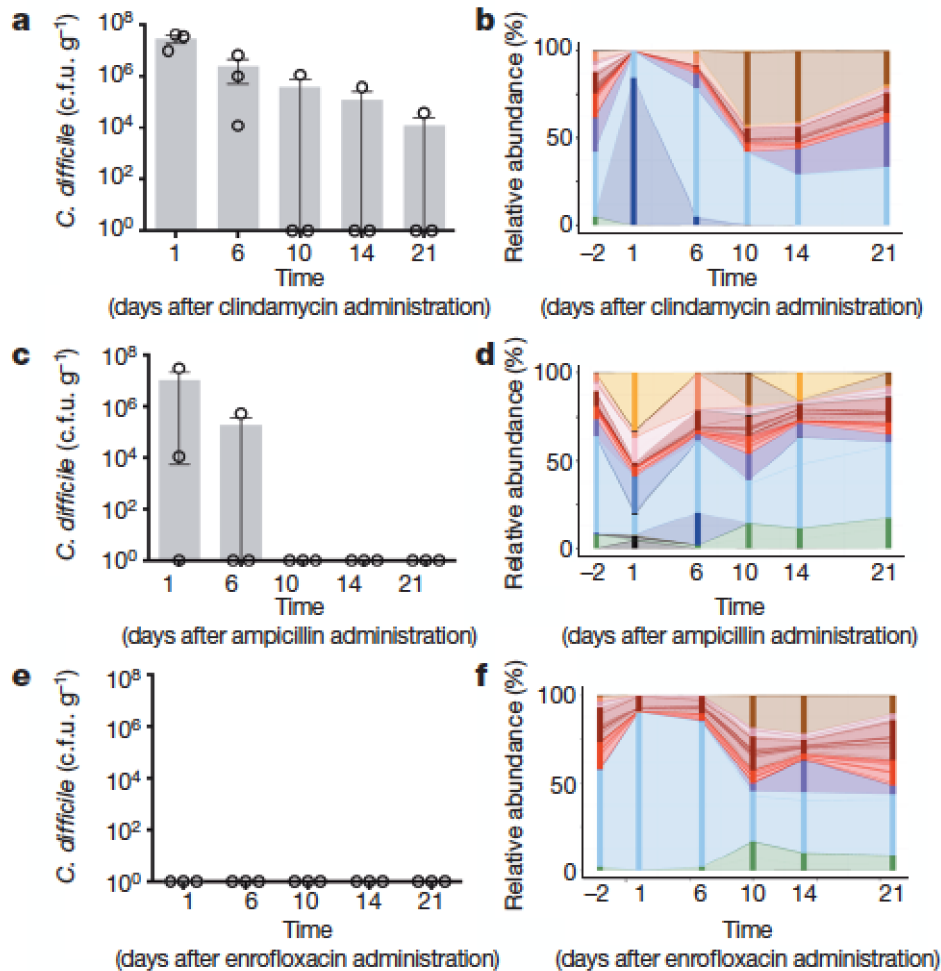 a
C. difficile (c.f.u. g⁻¹)
10⁸
10⁶
10⁴
10²
10⁰
1 6 10 14 21
Time
(days after clindamycin administration)
b
Relative abundance (%)
100
50
0
−2 1 6 10 14 21
Time
(days after clindamycin administration)
c
C. difficile (c.f.u. g⁻¹)
10⁸
10⁶
10⁴
10²
10⁰
1 6 10 14 21
Time
(days after ampicillin administration)
d
Relative abundance (%)
100
50
0
−2 1 6 10 14 21
Time
(days after ampicillin administration)
e
C. difficile (c.f.u. g⁻¹)
10⁸
10⁶
10⁴
10²
10⁰
1 6 10 14 21
Time
(days after enrofloxacin administration)
f
Relative abundance (%)
100
50
0
−2 1 6 10 14 21
Time
(days after enrofloxacin administration)